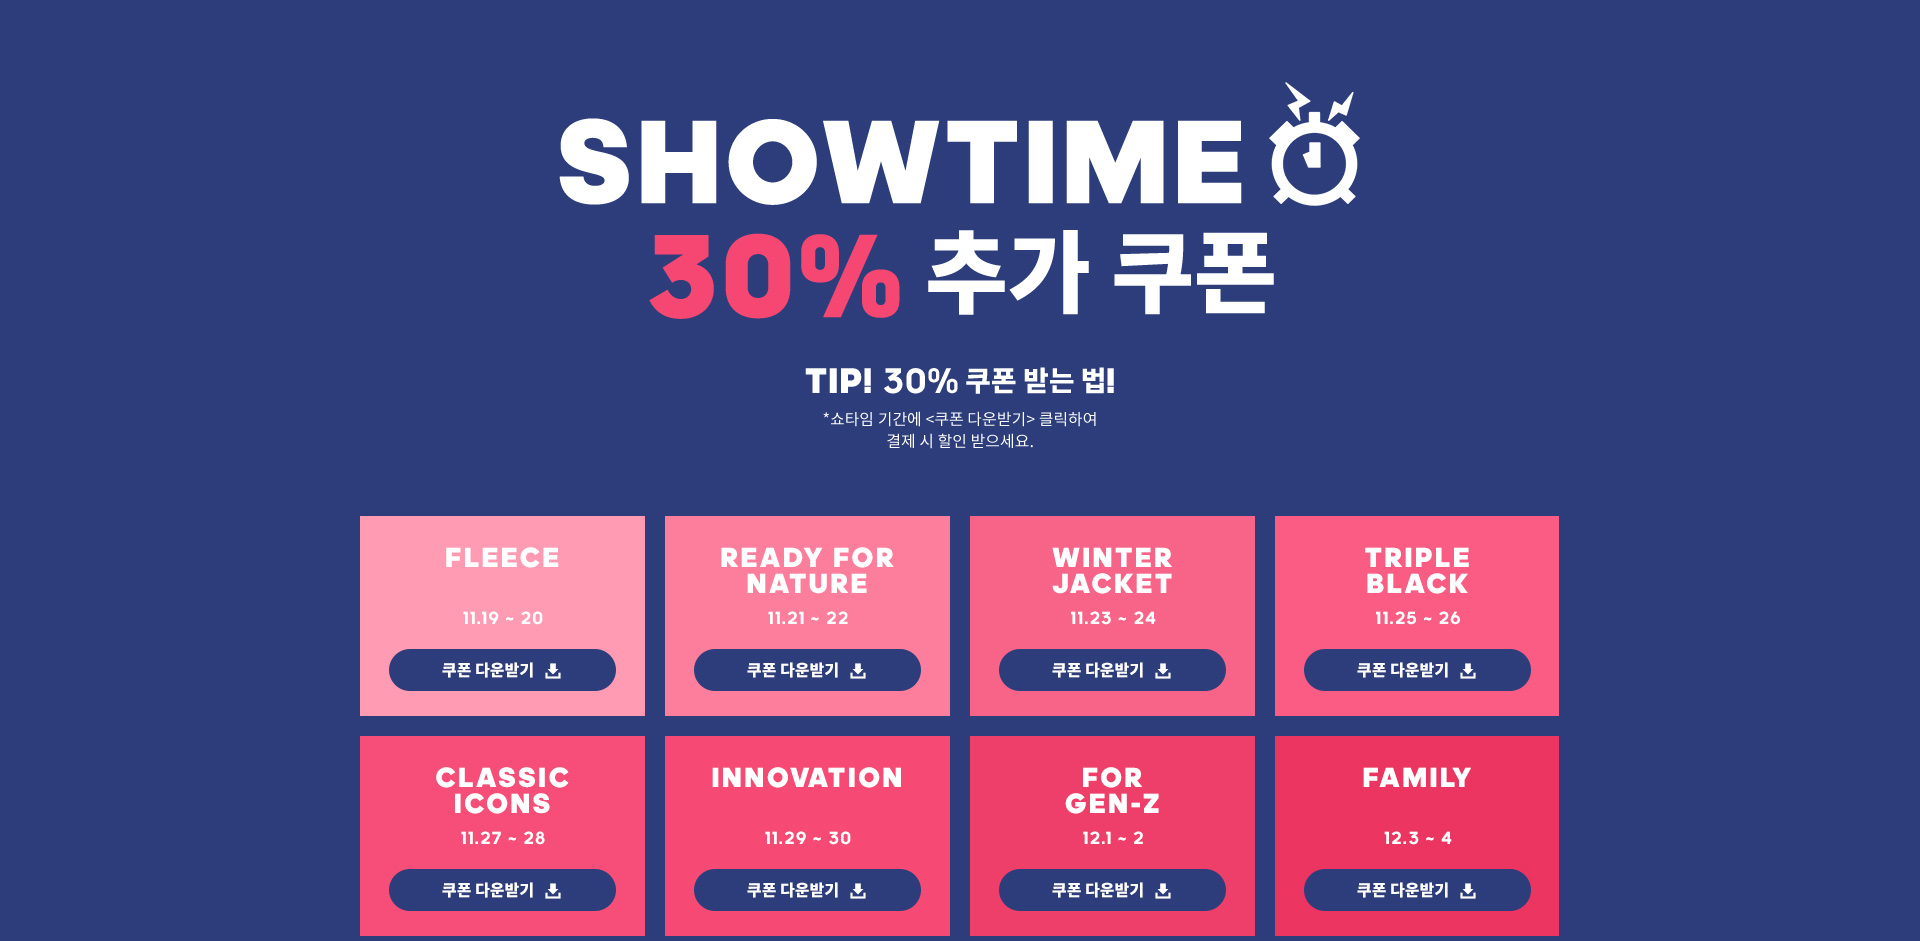 SHOWTIME
30% 추가 쿠폰
TIP! 30% 쿠폰 받는 법!
*쇼타임 기간에 <쿠폰 다운받기> 클릭하여
결제 시 할인 받으세요.
FLEECE
11.19 ~ 20
쿠폰 다운받기
READY FOR
NATURE
11.21 ~ 22
쿠폰 다운받기
WINTER
JACKET
11.23 ~ 24
쿠폰 다운받기
TRIPLE
BLACK
11.25 ~ 26
쿠폰 다운받기
CLASSIC
ICONS
11.27 ~ 28
쿠폰 다운받기
INNOVATION
11.29 ~ 30
쿠폰 다운받기
FOR
GEN-Z
12.1 ~ 2
쿠폰 다운받기
FAMILY
12.3 ~ 4
쿠폰 다운받기